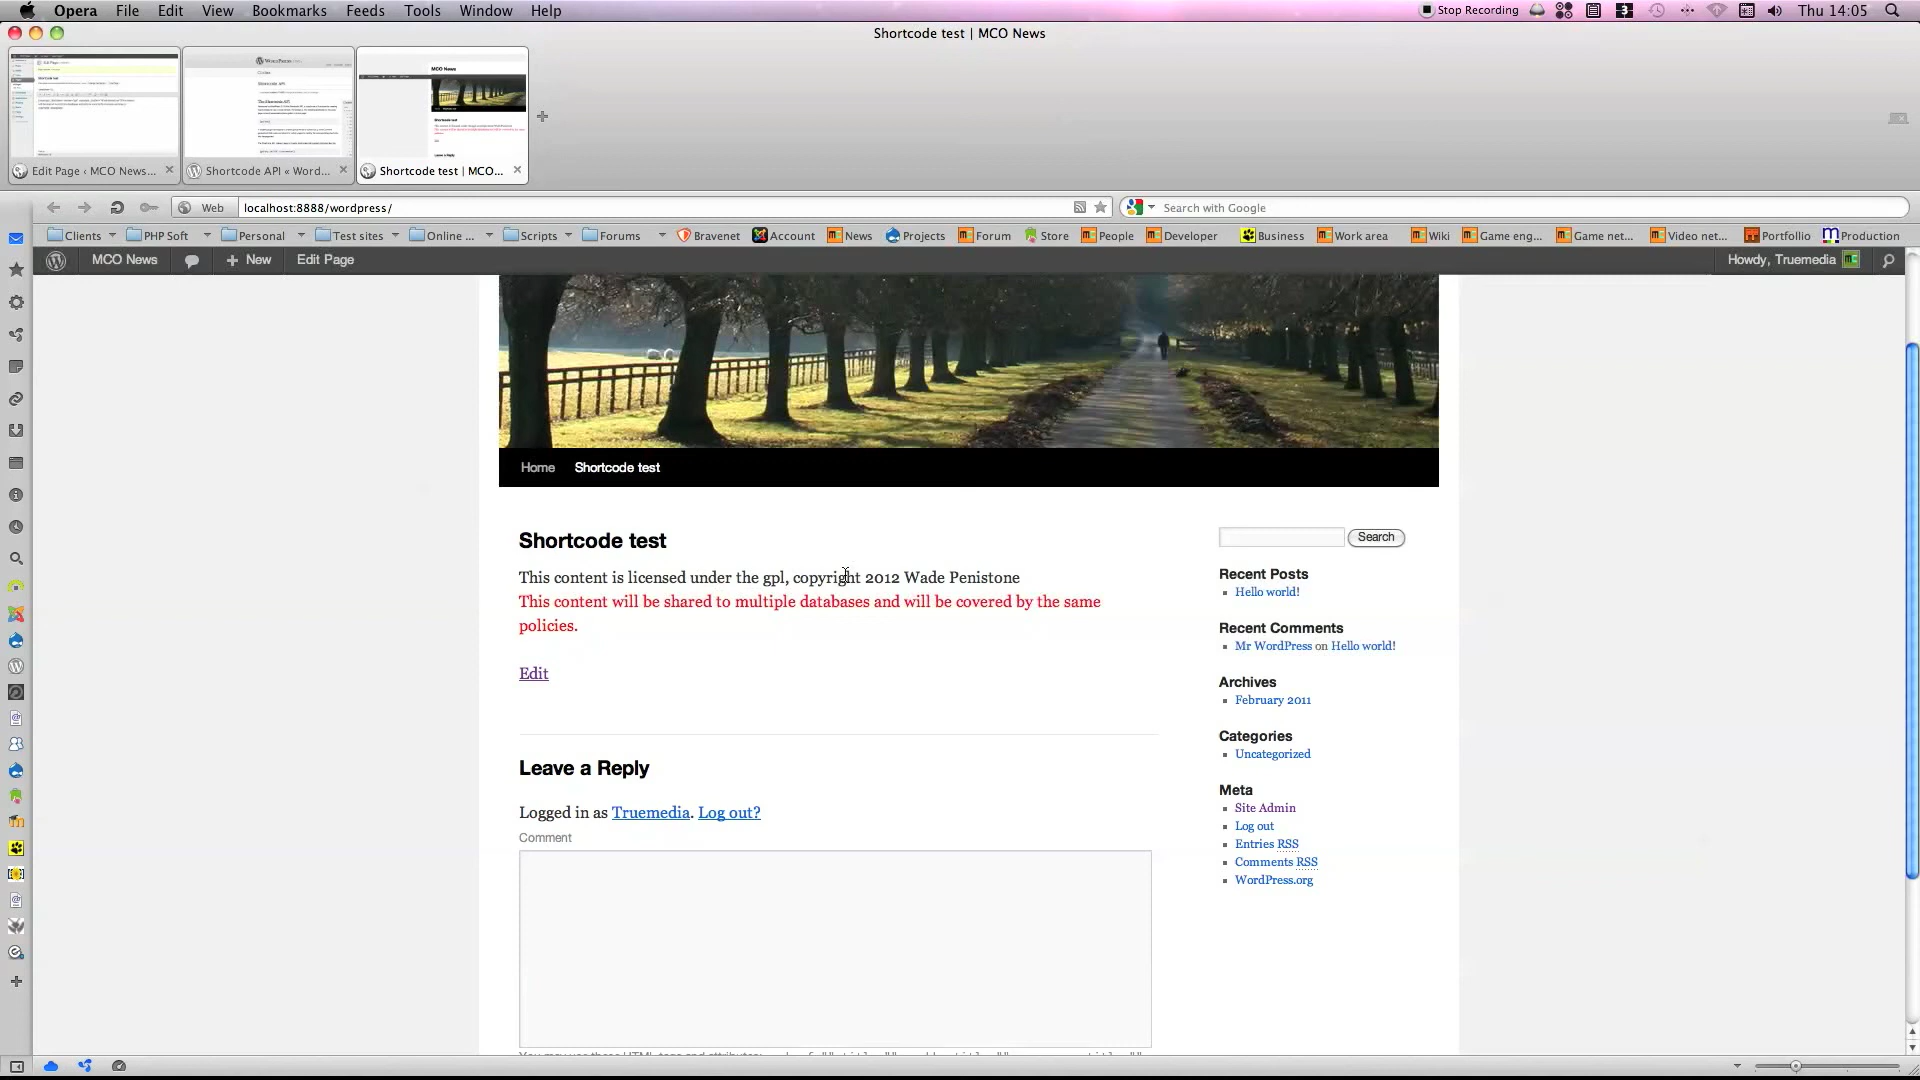 Opera File Edit View Bookmarks Feeds Tools Window Help
Stop Recording
Thu 14:05
Shortcode test | MCO News
Edit Page ‹ MCO News...
Shortcode API « Word...
Shortcode test | MCO...
Web
localhost:8888/wordpress/
Search with Google
Clients
PHP Soft
Personal
Test sites
Online ...
Scripts
Forums
Bravenet
Account
News
Projects
Forum
Store
People
Developer
Business
Work area
Wiki
Game eng...
Game net...
Video net...
Portfollio
Production
MCO News
New
Edit Page
Howdy, Truemedia
Home
Shortcode test
Shortcode test
This content is licensed under the gpl, copyright 2012 Wade Penistone
This content will be shared to multiple databases and will be covered by the same
policies.
Edit
Leave a Reply
Logged in as Truemedia. Log out?
Comment
Search
Recent Posts
Hello world!
Recent Comments
Mr WordPress on Hello world!
Archives
February 2011
Categories
Uncategorized
Meta
Site Admin
Log out
Entries RSS
Comments RSS
WordPress.org